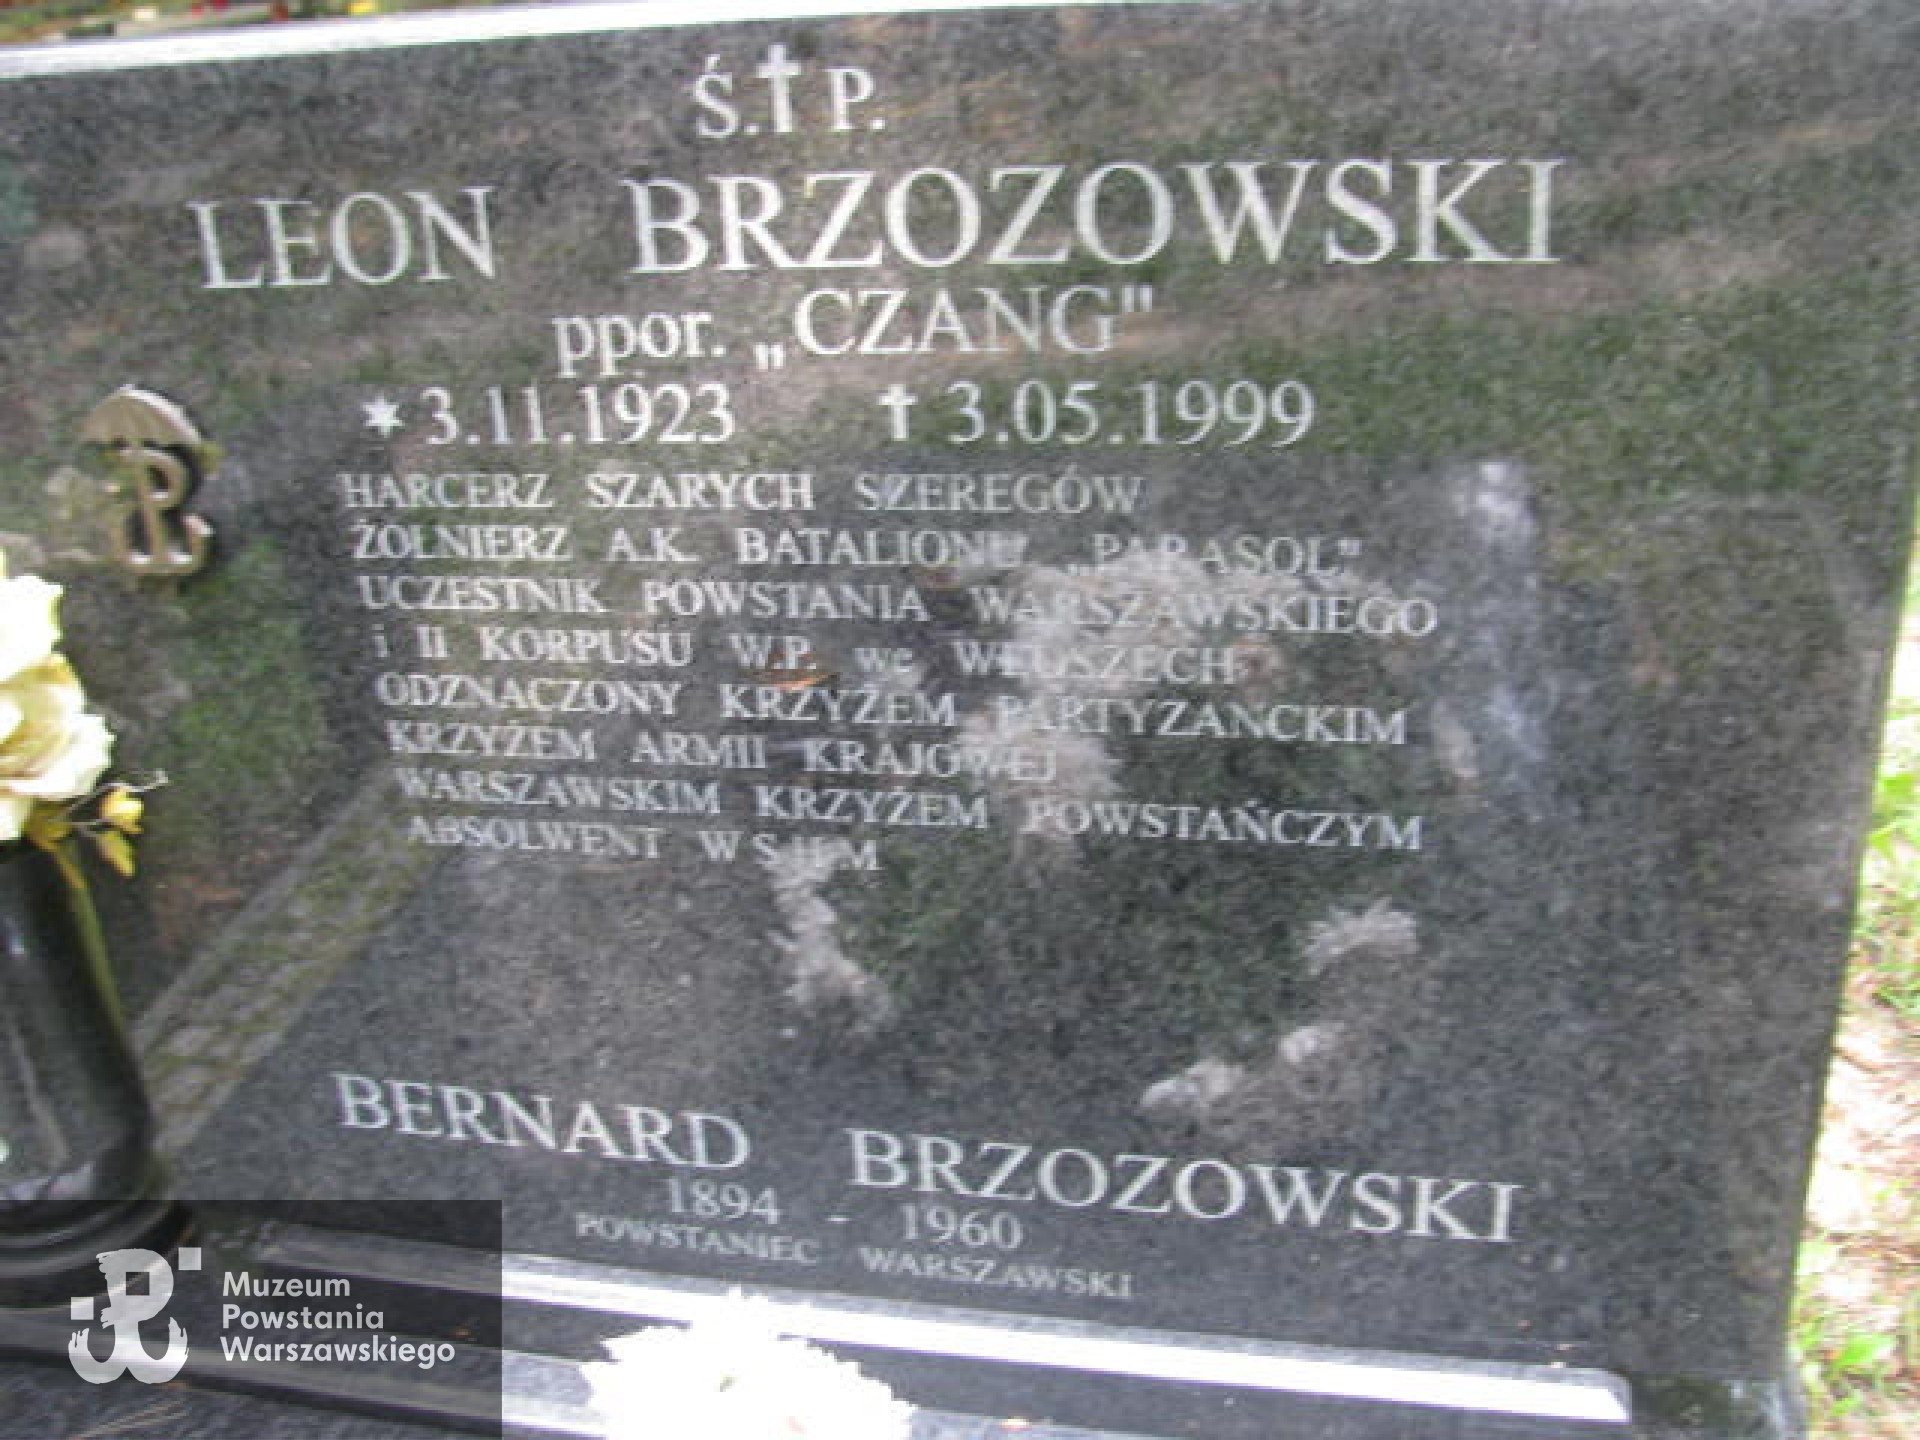 Ś.✝P.
LEON BRZOZOWSKI
ppor. „CZANG"
✶ 3.11.1923 ✝ 3.05.1999
HARCERZ SZARYCH SZEREGÓW
ŻOŁNIERZ A.K. BATALIONU „PARASOL"
UCZESTNIK POWSTANIA WARSZAWSKIEGO
i II KORPUSU W.P. we WŁOSZECH
ODZNACZONY KRZYŻEM PARTYZANCKIM
KRZYŻEM ARMII KRAJOWEJ
WARSZAWSKIM KRZYŻEM POWSTAŃCZYM
ABSOLWENT
BERNARD BRZOZOWSKI
1894 - 1960
POWSTANIEC WARSZAWSKI
Muzeum
Powstania
Warszawskiego